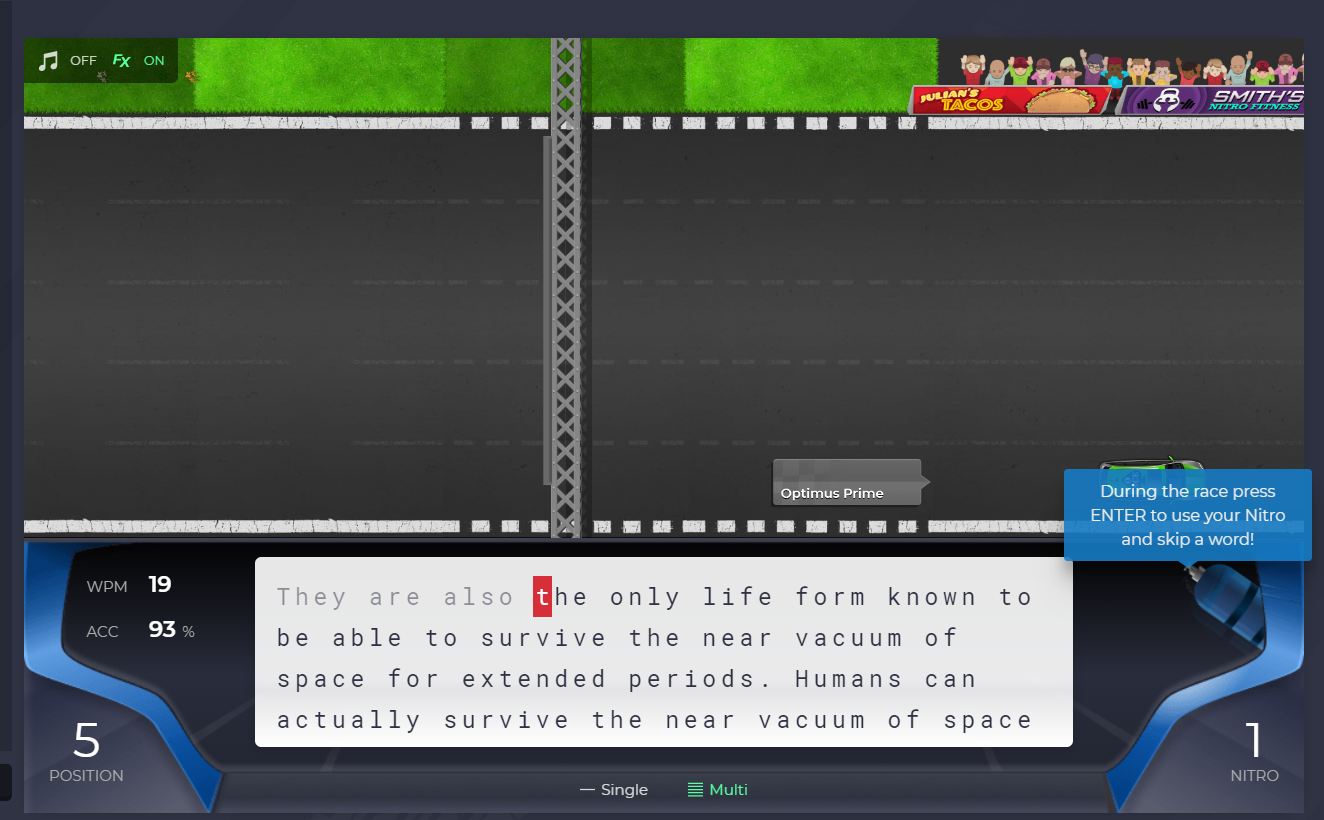 OFF FX ON
JULIAN'S
TACOS
SMITH'S
NITRO FITNESS
Optimus Prime
During the race press
ENTER to use your Nitro
and skip a word!
WPM 19
ACC 93 %
They are also the only life form known to
be able to survive the near vacuum of
space for extended periods. Humans can
actually survive the near vacuum of space
5
POSITION
1
NITRO
Single
Multi